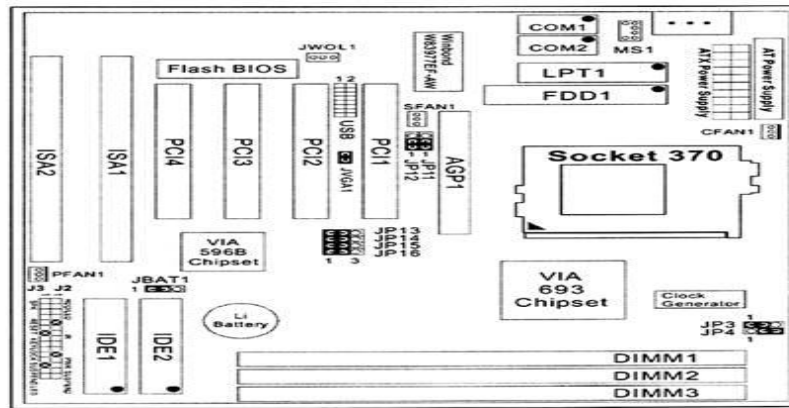 COM1
COM2
MS1
JWOL1
Flash BIOS
Winbond
W83977EF-AW
LPT1
FDD1
ATX Power Supply
AT Power Supply
1 2
SFAN1
CFAN1
ISA2
ISA1
PCI4
PCI3
PCI2
USB
JVGA1
PCI1
1 1
JP12
JP11
AGP1
Socket 370
JP13
JP14
JP15
JP16
1 3
VIA
596B
Chipset
PFAN1
J3 J2
JBAT1
1
VIA
693
Chipset
Clock
Generator
Li
Battery
IDE1
IDE2
1
JP3
JP4
1
DIMM1
DIMM2
DIMM3